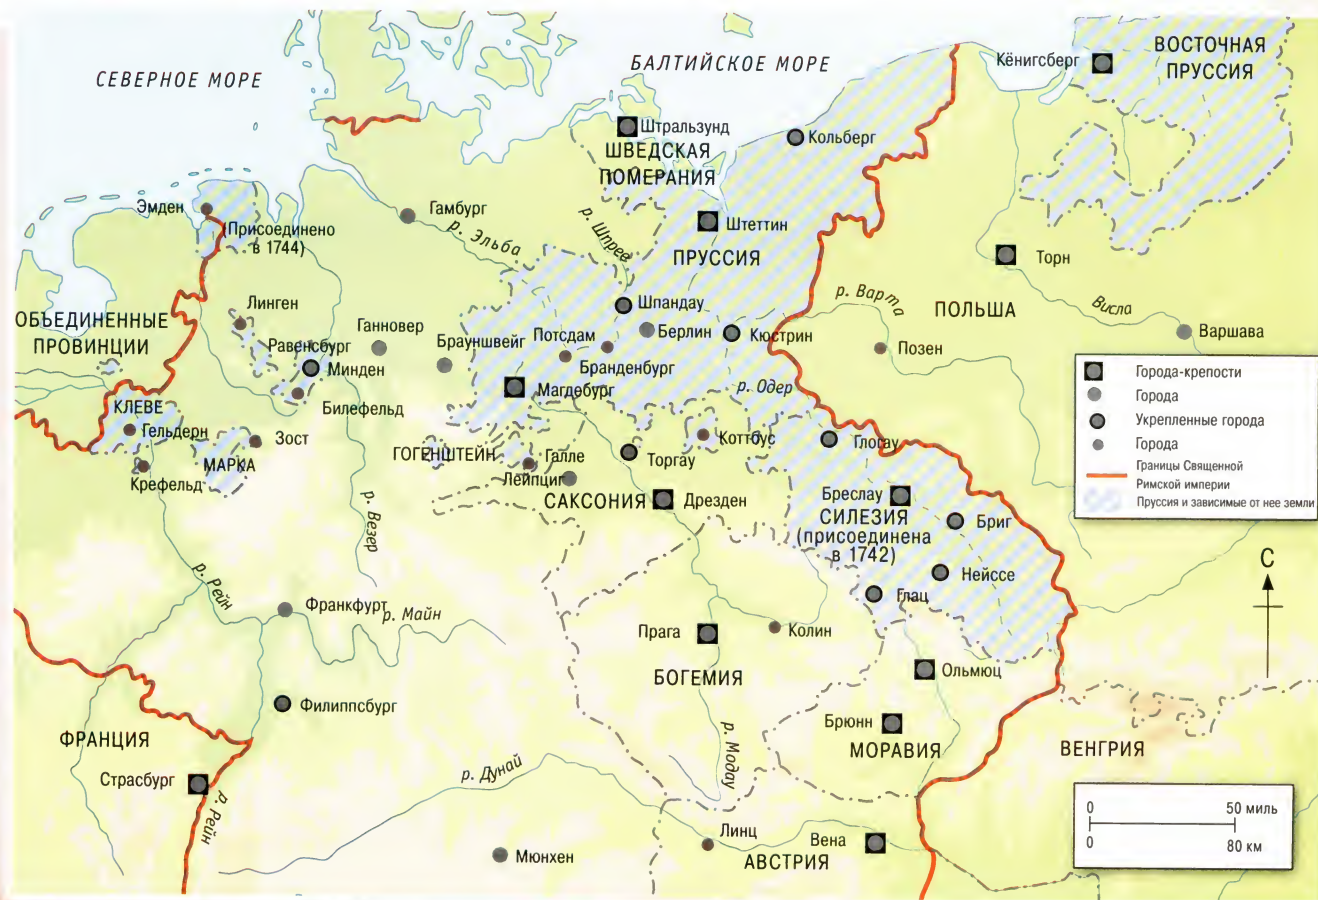 СЕВЕРНОЕ МОРЕ
БАЛТИЙСКОЕ МОРЕ
Кёнигсберг
ВОСТОЧНАЯ
ПРУССИЯ
Штральзунд
ШВЕДСКАЯ
ПОМЕРАНИЯ
Кольберг
Эмден
(Присоединено
в 1744)
Гамбург
р. Эльба
р. Шпрев
Штеттин
ПРУССИЯ
Торн
ПОЛЬША
Висла
Варшава
р. Варта
Позен
ОБЪЕДИНЕННЫЕ
ПРОВИНЦИИ
Линген
Равенсбург
Минден
Билефельд
Ганновер
Брауншвейг
Потсдам
Шпандау
Берлин
Кюстрин
Бранденбург
Магдебург
р. Одер
КЛЕВЕ
Гельдерн
Крефельд
МАРКА
Зост
ГОГЕНШТЕЙН
Галле
Лейпциг
Торгау
Коттбус
Глогау
САКСОНИЯ
Дрезден
Бреслау
СИЛЕЗИЯ
(присоединена
в 1742)
Бриг
Нейссе
Глац
р. Везер
р. Рейн
Франкфурт
р. Майн
Прага
Колин
БОГЕМИЯ
Ольмюц
Филиппсбург
Брюнн
МОРАВИЯ
ВЕНГРИЯ
ФРАНЦИЯ
Страсбург
р. Рейн
р. Дунай
р. Модау
Мюнхен
Линц
Вена
АВСТРИЯ
Города-крепости
Города
Укрепленные города
Города
Границы Священной
Римской империи
Пруссия и зависимые от нее земли
С
0 50 миль
0 80 км